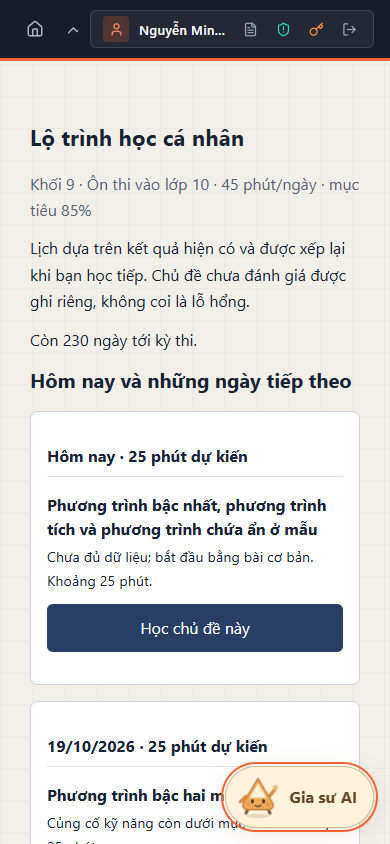 Nguyễn Min...
Lộ trình học cá nhân
Khối 9 · Ôn thi vào lớp 10 · 45 phút/ngày · mục
tiêu 85%
Lịch dựa trên kết quả hiện có và được xếp lại
khi bạn học tiếp. Chủ đề chưa đánh giá được
ghi riêng, không coi là lỗ hổng.
Còn 230 ngày tới kỳ thi.
Hôm nay và những ngày tiếp theo
Hôm nay · 25 phút dự kiến
Phương trình bậc nhất, phương trình
tích và phương trình chứa ẩn ở mẫu
Chưa đủ dữ liệu; bắt đầu bằng bài cơ bản.
Khoảng 25 phút.
Học chủ đề này
19/10/2026 · 25 phút dự kiến
Phương trình bậc hai
Củng cố kỹ năng còn dưới
Gia sư AI